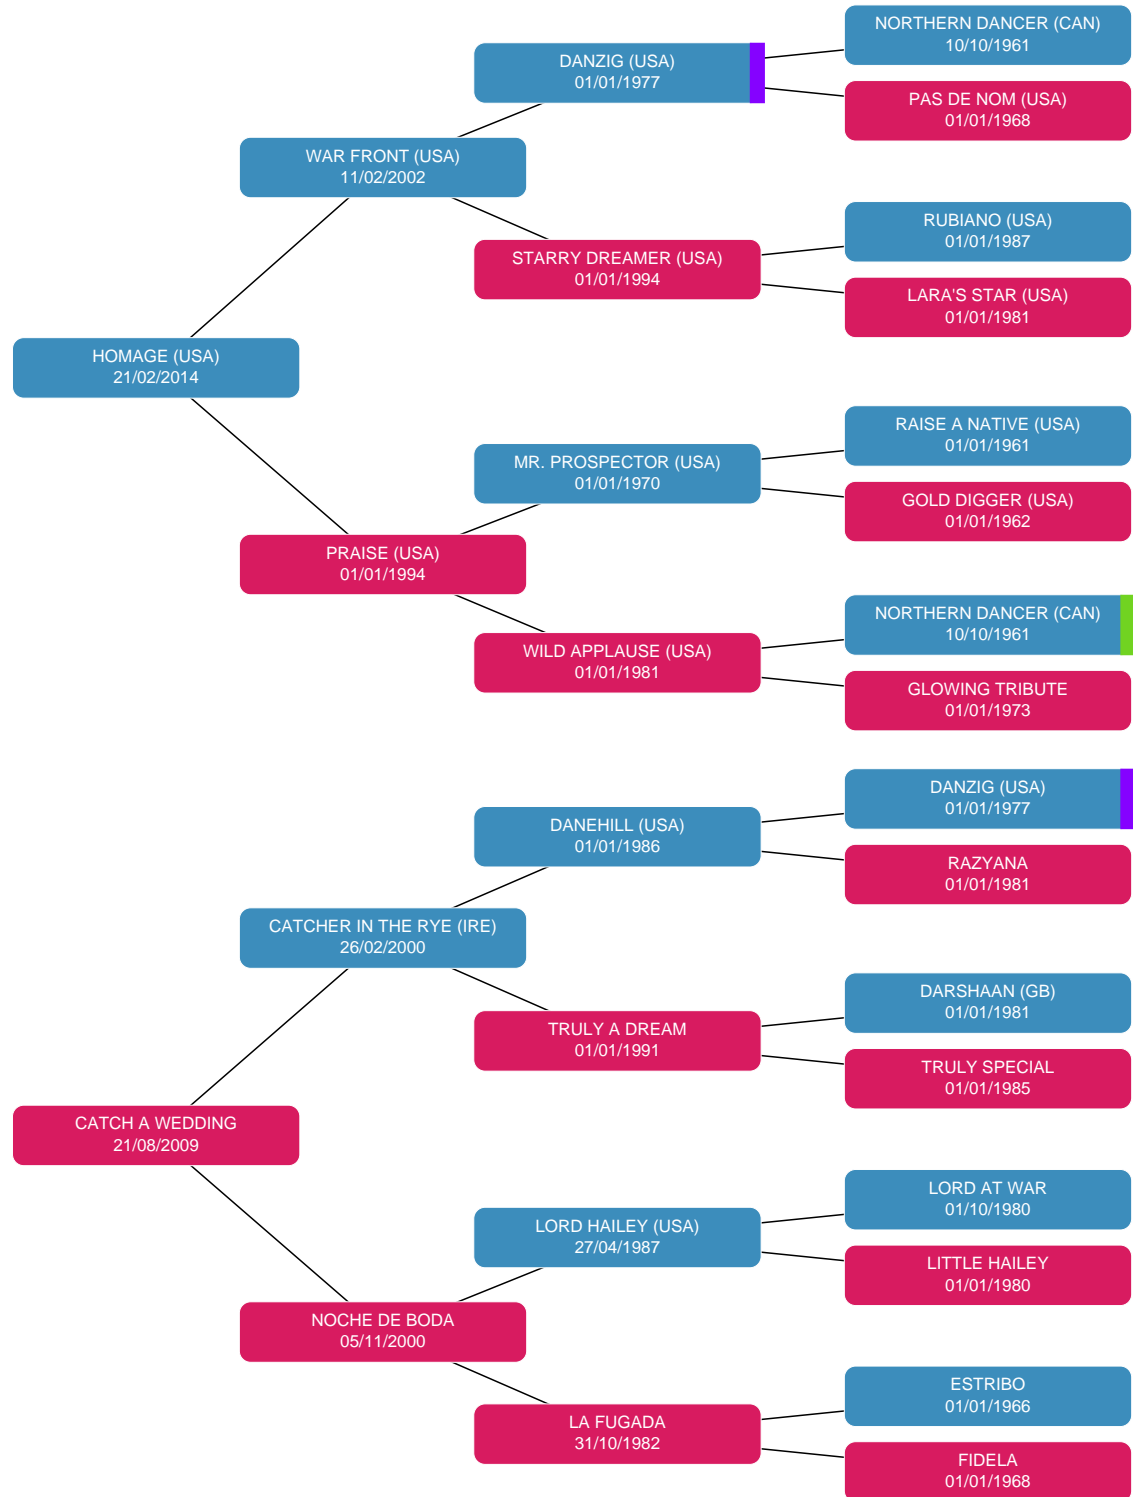 NORTHERN DANCER (CAN)
10/10/1961
DANZIG (USA)
01/01/1977
PAS DE NOM (USA)
01/01/1968
WAR FRONT (USA)
11/02/2002
RUBIANO (USA)
01/01/1987
STARRY DREAMER (USA)
01/01/1994
LARA'S STAR (USA)
01/01/1981
HOMAGE (USA)
21/02/2014
RAISE A NATIVE (USA)
01/01/1961
MR. PROSPECTOR (USA)
01/01/1970
GOLD DIGGER (USA)
01/01/1962
PRAISE (USA)
01/01/1994
NORTHERN DANCER (CAN)
10/10/1961
WILD APPLAUSE (USA)
01/01/1981
GLOWING TRIBUTE
01/01/1973
DANZIG (USA)
01/01/1977
DANEHILL (USA)
01/01/1986
RAZYANA
01/01/1981
CATCHER IN THE RYE (IRE)
26/02/2000
DARSHAAN (GB)
01/01/1981
TRULY A DREAM
01/01/1991
TRULY SPECIAL
01/01/1985
CATCH A WEDDING
21/08/2009
LORD AT WAR
01/10/1980
LORD HAILEY (USA)
27/04/1987
LITTLE HAILEY
01/01/1980
NOCHE DE BODA
05/11/2000
ESTRIBO
01/01/1966
LA FUGADA
31/10/1982
FIDELA
01/01/1968